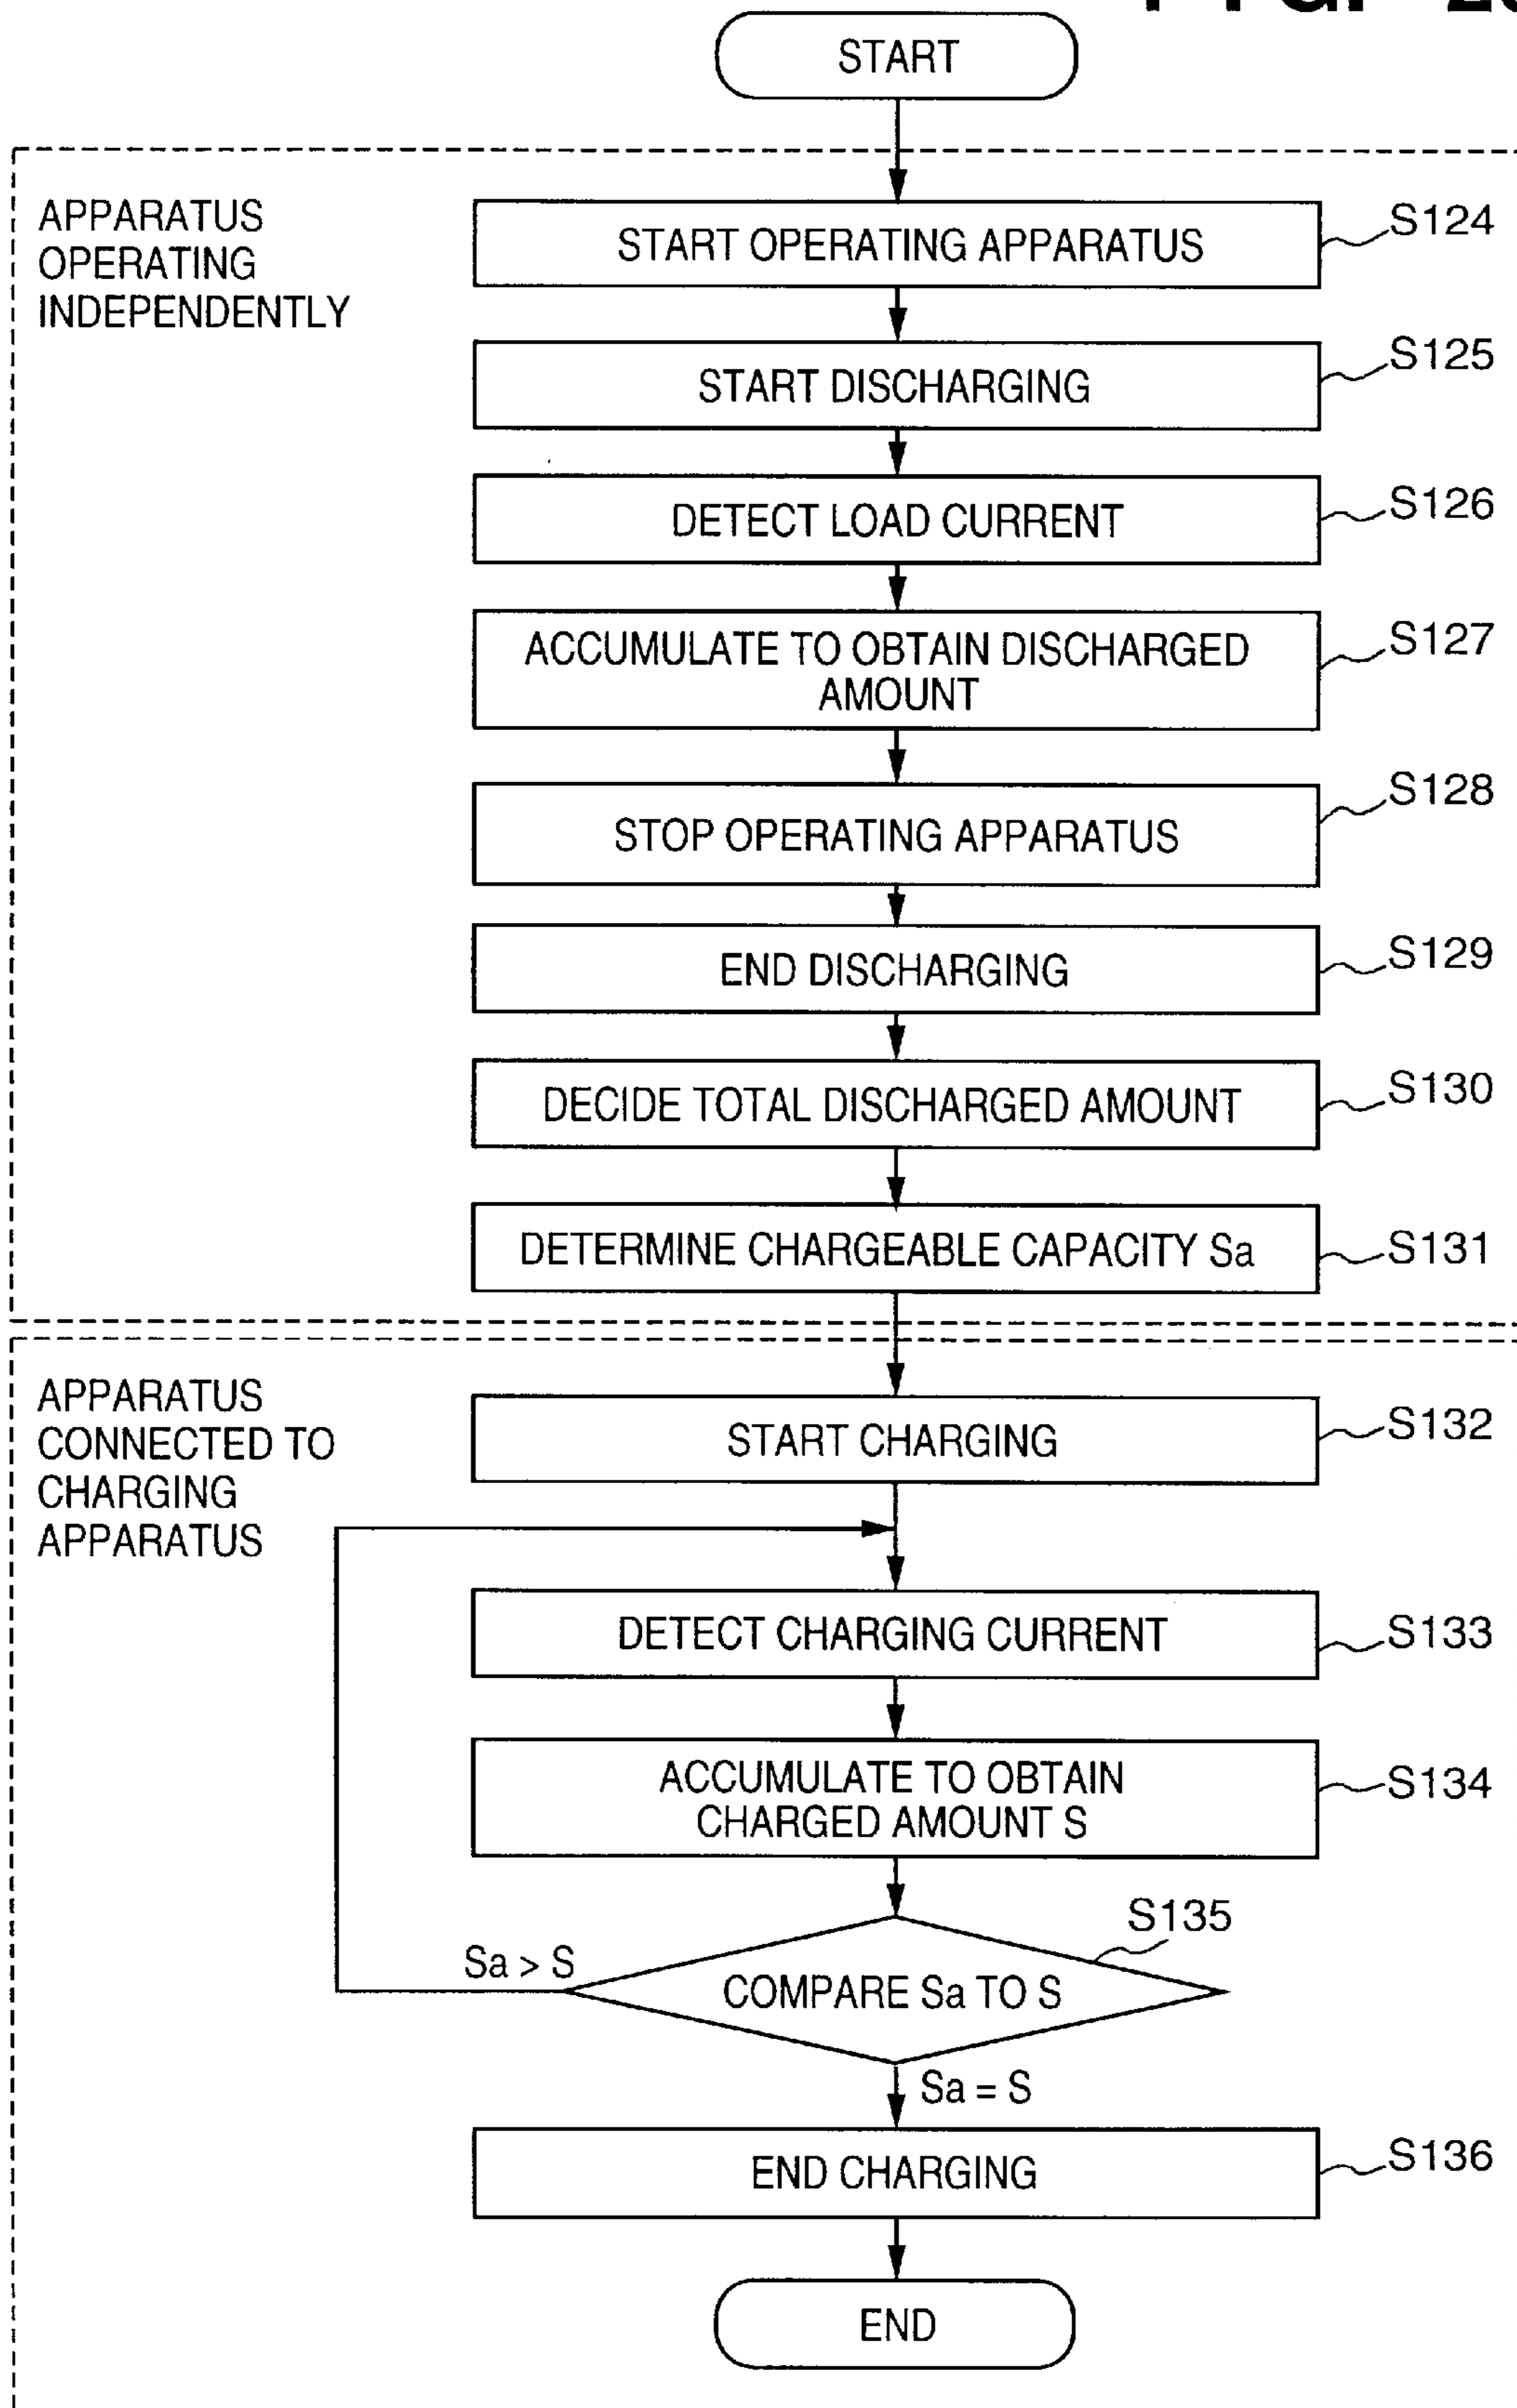 START
APPARATUS
OPERATING
INDEPENDENTLY
START OPERATING APPARATUS
S124
START DISCHARGING
S125
DETECT LOAD CURRENT
S126
ACCUMULATE TO OBTAIN DISCHARGED
AMOUNT
S127
STOP OPERATING APPARATUS
S128
END DISCHARGING
S129
DECIDE TOTAL DISCHARGED AMOUNT
S130
DETERMINE CHARGEABLE CAPACITY Sa
S131
APPARATUS
CONNECTED TO
CHARGING
APPARATUS
START CHARGING
S132
DETECT CHARGING CURRENT
S133
ACCUMULATE TO OBTAIN
CHARGED AMOUNT S
S134
S135
Sa > S
COMPARE Sa TO S
Sa = S
END CHARGING
S136
END